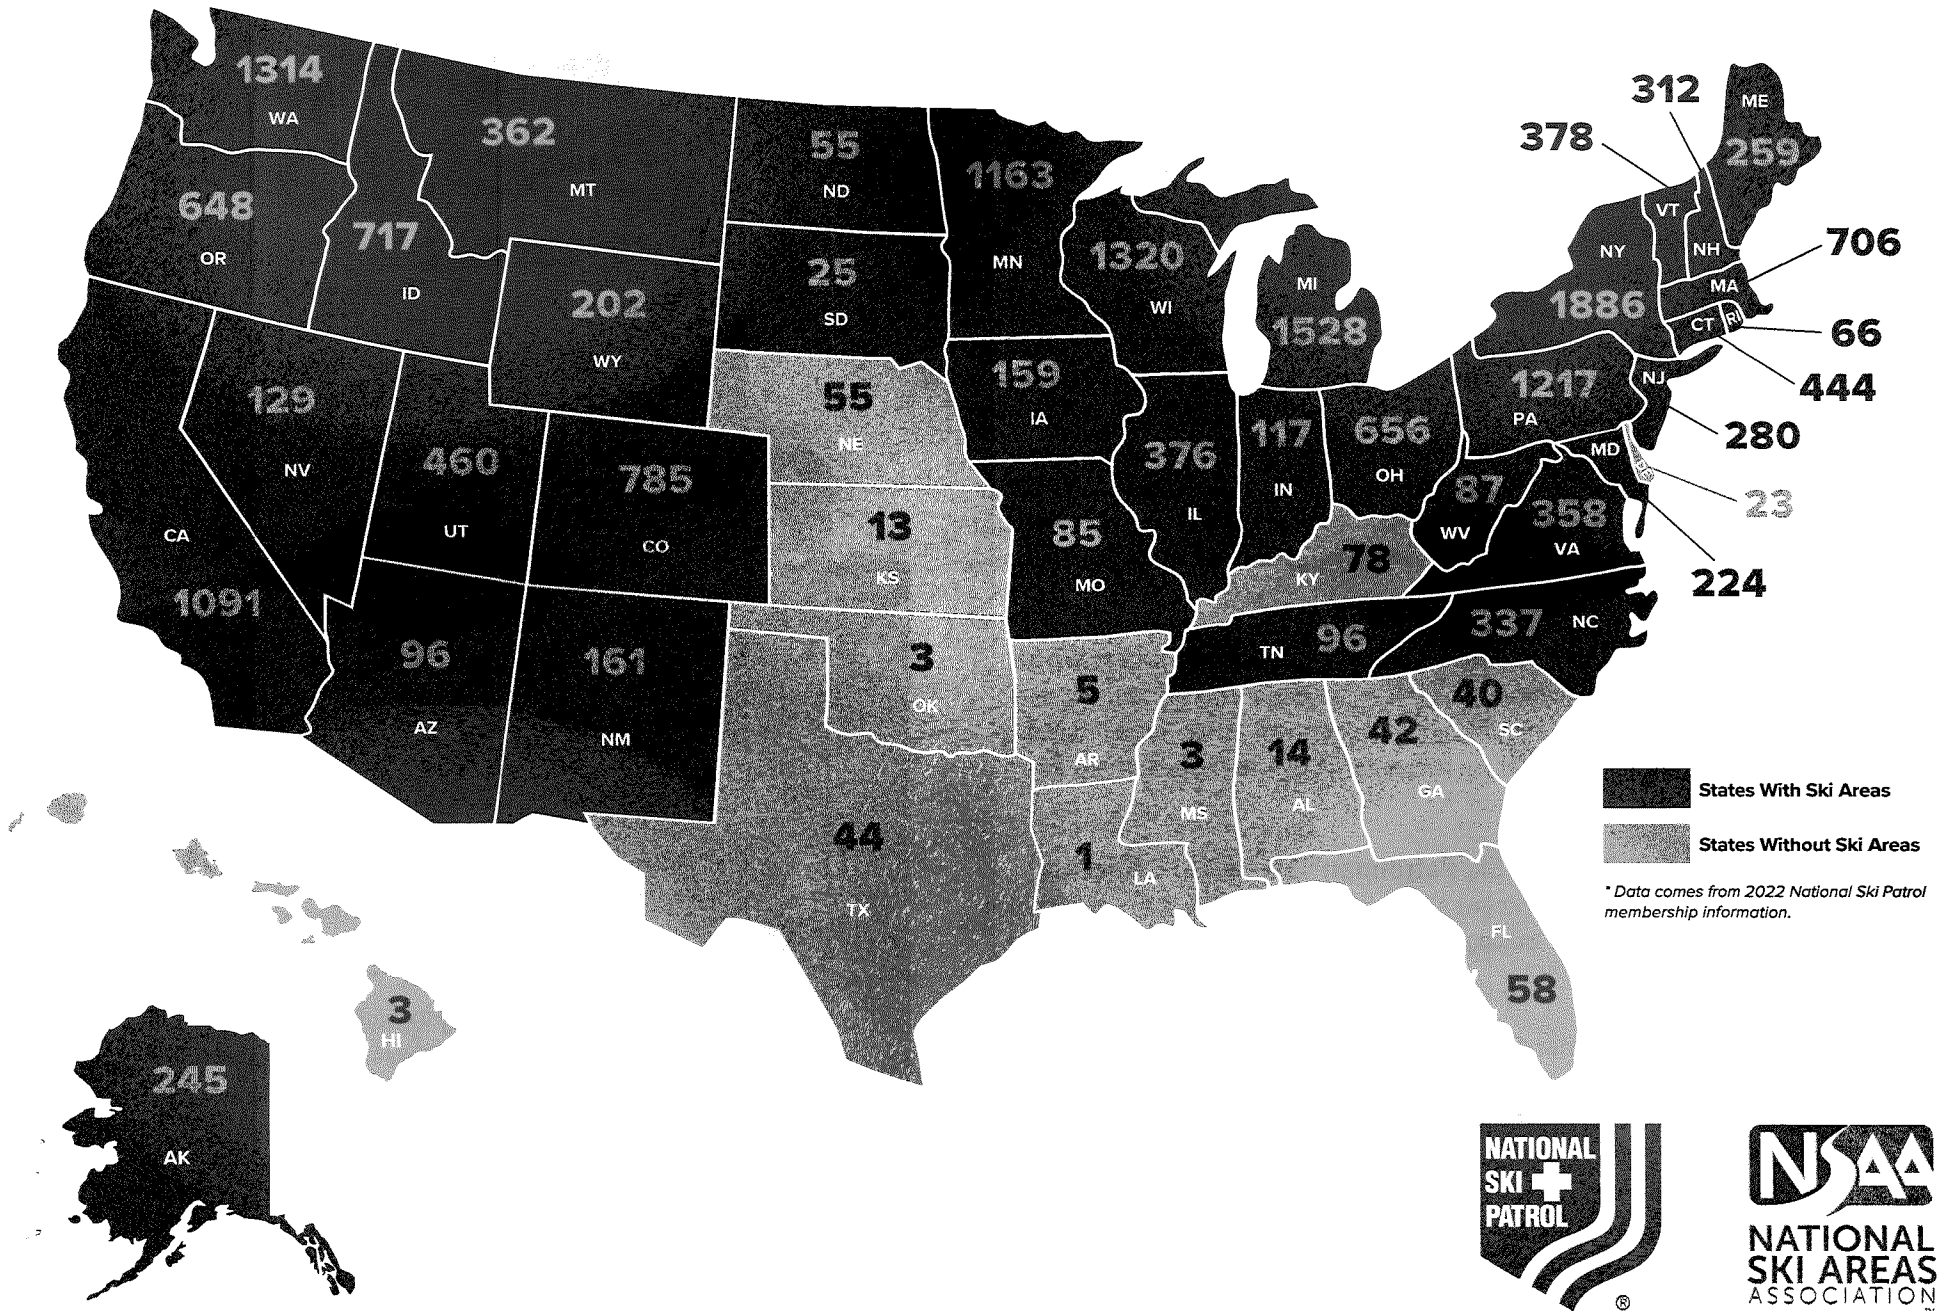 1314
WA
362
MT
55
ND
1163
MN
312
ME
259
378
648
OR
717
ID
202
WY
25
SD
1320
WI
MI
1528
NY
1886
VT
NH
706
MA
CT
RI
66
444
129
NV
460
UT
785
CO
55
NE
159
IA
376
IL
117
IN
656
OH
1217
PA
NJ
280
MD
23
224
CA
1091
13
KS
85
MO
78
KY
87
WV
358
VA
96
AZ
161
NM
3
OK
5
AR
TN 96
337
NC
40
SC
44
TX
1
LA
3
MS
14
AL
42
GA
FL
58
3
HI
245
AK
States With Ski Areas
States Without Ski Areas
* Data comes from 2022 National Ski Patrol
membership information.
NATIONAL
SKI
PATROL
®
NSAA
NATIONAL
SKI AREAS
ASSOCIATION